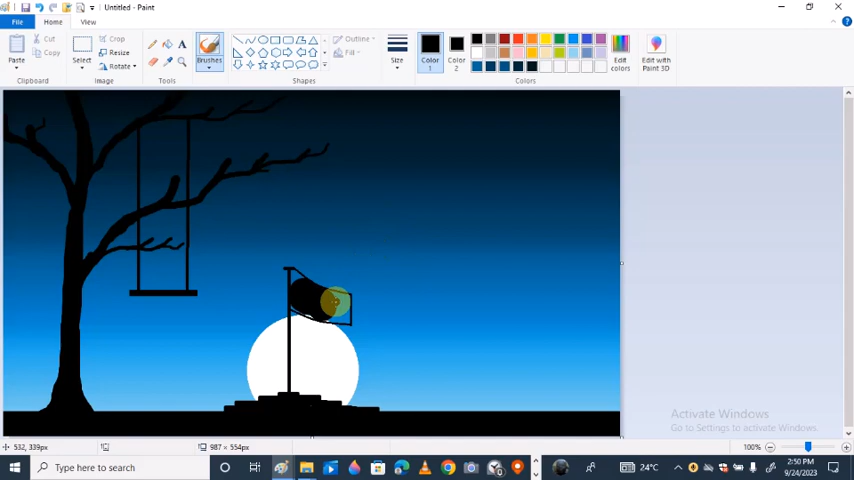 Untitled - Paint
File
Home
View
Paste
Cut
Copy
Clipboard
Select
Crop
Resize
Rotate
Image
A
Tools
Brushes
Outline
Fill
Shapes
Size
Color
1
Color
2
Edit
colors
Colors
Edit with
Paint 3D
Activate Windows
Go to Settings to activate Windows.
532, 339px
987 × 554px
100%
Type here to search
24°C
2:50 PM
9/24/2023